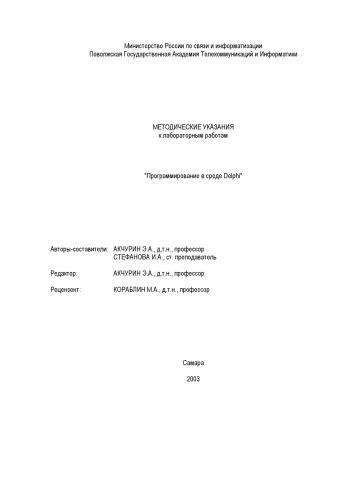 Министерство России по связи и информатизации
Поволжская Государственная Академия Телекоммуникаций и Информатики
МЕТОДИЧЕСКИЕ УКАЗАНИЯ
к лабораторным работам
"Программирование в среде Delphi"
Авторы-составители: АКЧУРИН Э.А., д.т.н., профессор
СТЕФАНОВА И.А., ст. преподаватель
Редактор: АКЧУРИН Э.А., д.т.н., профессор
Рецензент: КОРАБЛИН М.А., д.т.н., профессор
Самара
2003